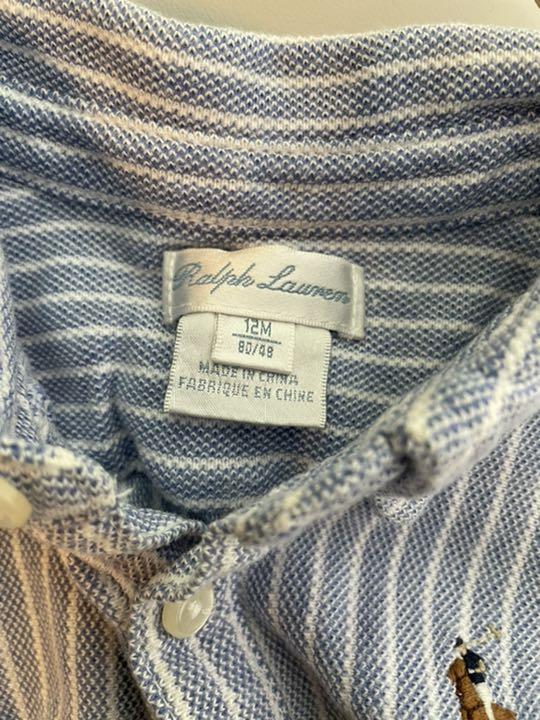 Ralph Lauren
12M
80/48
MADE IN CHINA
FABRIQUE EN CHINE